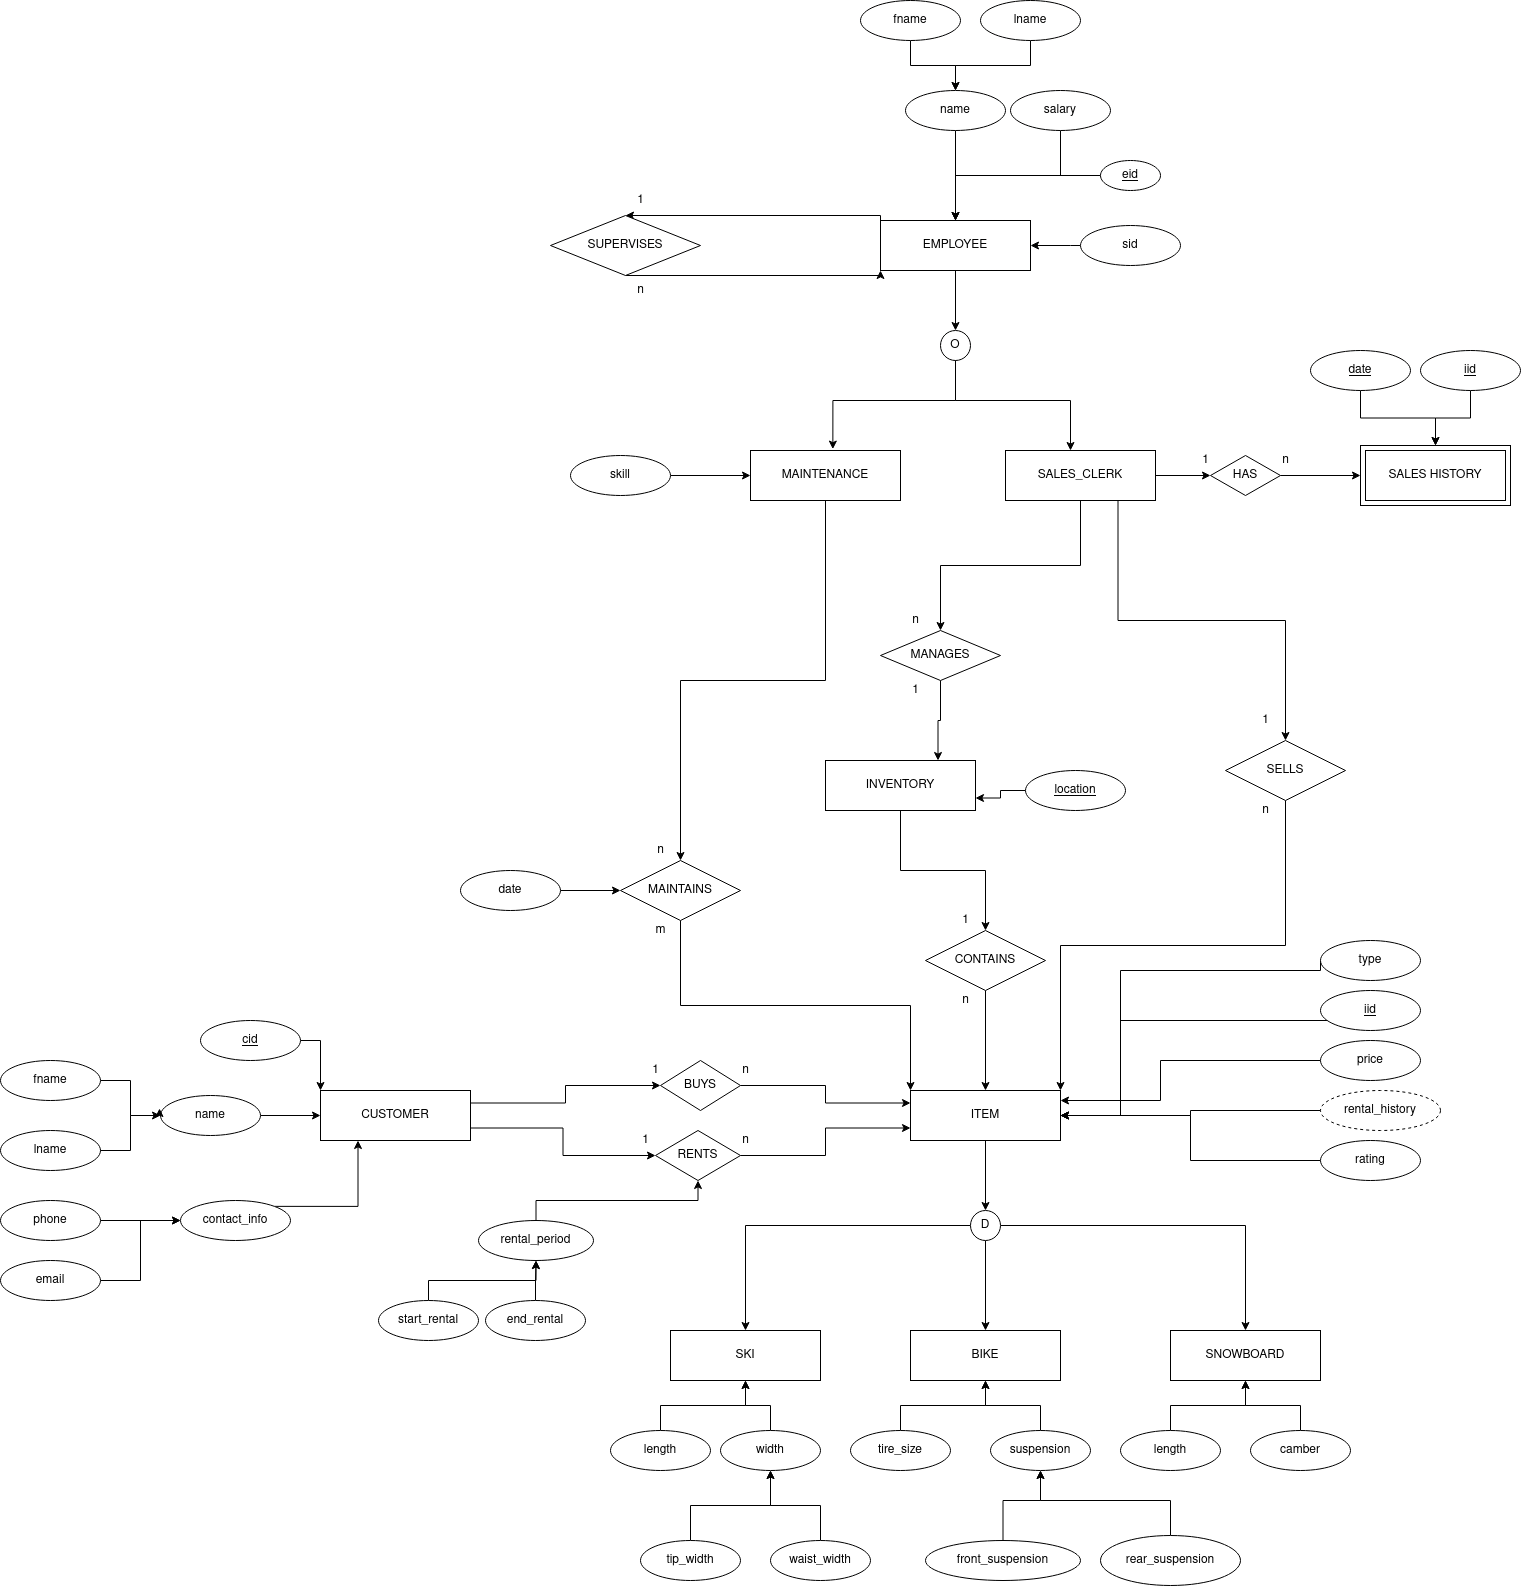 fname
lname
name
salary
eid
1
SUPERVISES
EMPLOYEE
sid
n
O
date
iid
skill
MAINTENANCE
SALES_CLERK
1
HAS
n
SALES HISTORY
n
MANAGES
1
1
SELLS
n
INVENTORY
location
n
date
MAINTAINS
m
1
CONTAINS
n
type
iid
price
rental_history
rating
cid
fname
name
lname
CUSTOMER
1
BUYS
n
1
RENTS
n
ITEM
phone
contact_info
email
rental_period
start_rental
end_rental
D
SKI
BIKE
SNOWBOARD
length
width
tire_size
suspension
length
camber
tip_width
waist_width
front_suspension
rear_suspension